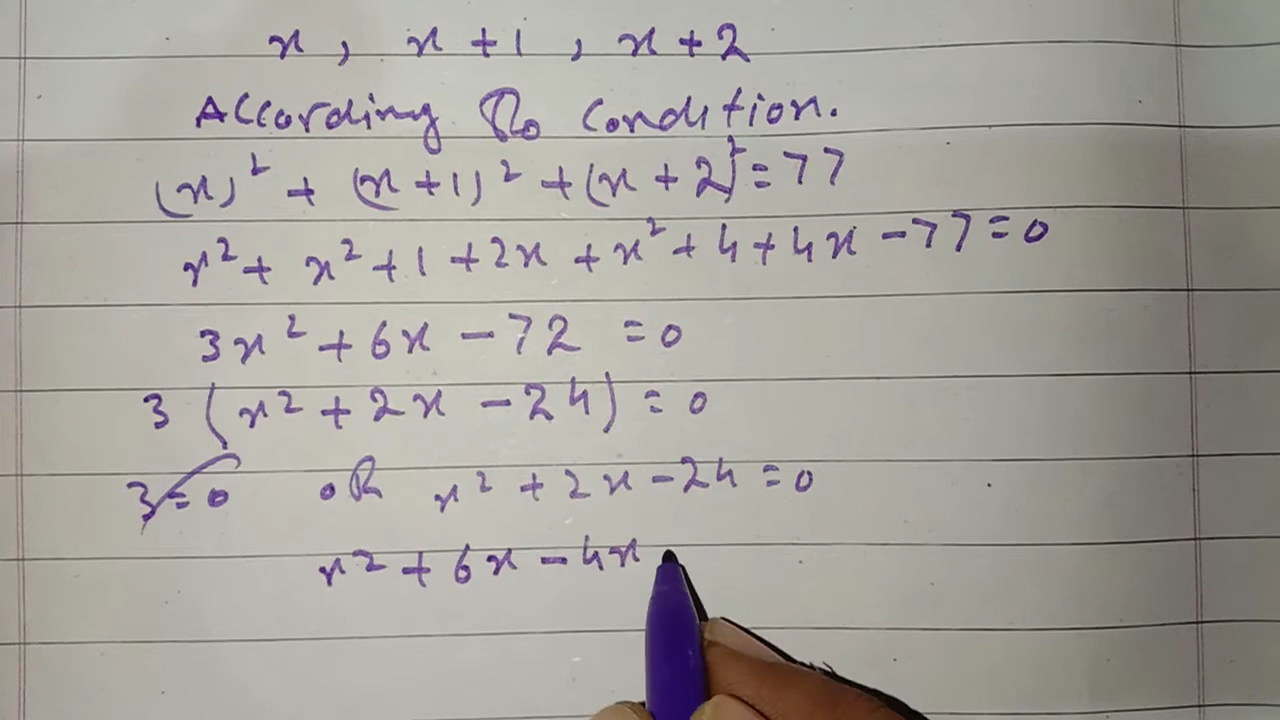 x, x+1, x+2
According To Condition.
(x)² + (x+1)² + (x+2)² = 77
x² + x² + 1 + 2x + x² + 4 + 4x - 77 = 0
3x² + 6x - 72 = 0
3 (x² + 2x - 24) = 0
3=0 oR x² + 2x - 24 = 0
x² + 6x - 4x